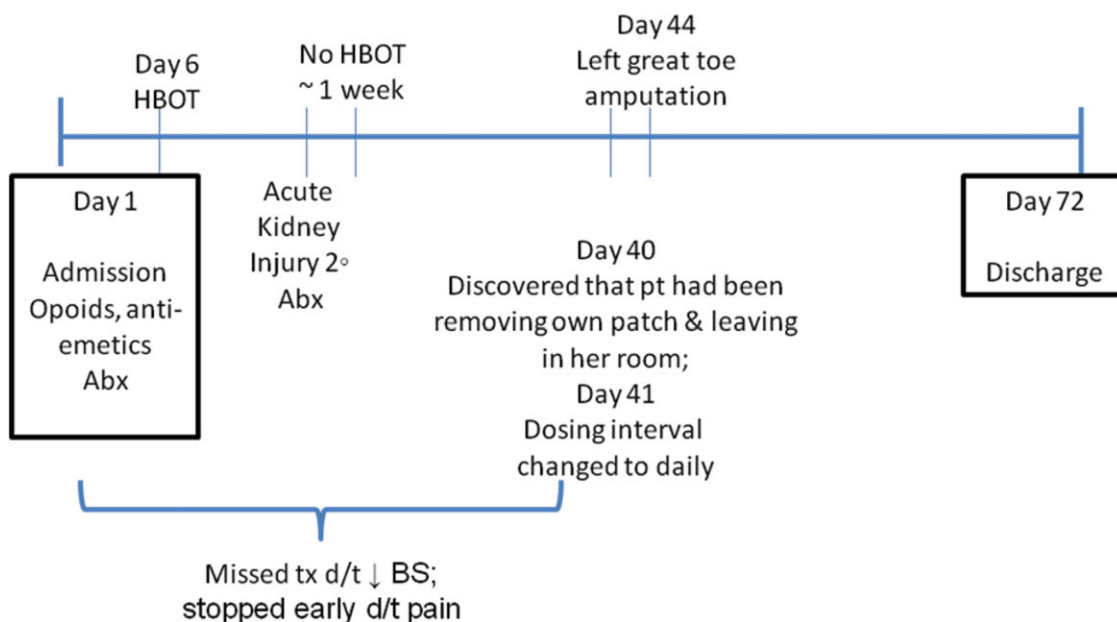 Day 6
HBOT
No HBOT
~ 1 week
Day 44
Left great toe
amputation
Day 1
Admission
Opoids, anti-
emetics
Abx
Acute
Kidney
Injury 2◦
Abx
Day 40
Discovered that pt had been
removing own patch & leaving
in her room;
Day 41
Dosing interval
changed to daily
Day 72
Discharge
Missed tx d/t ↓ BS;
stopped early d/t pain